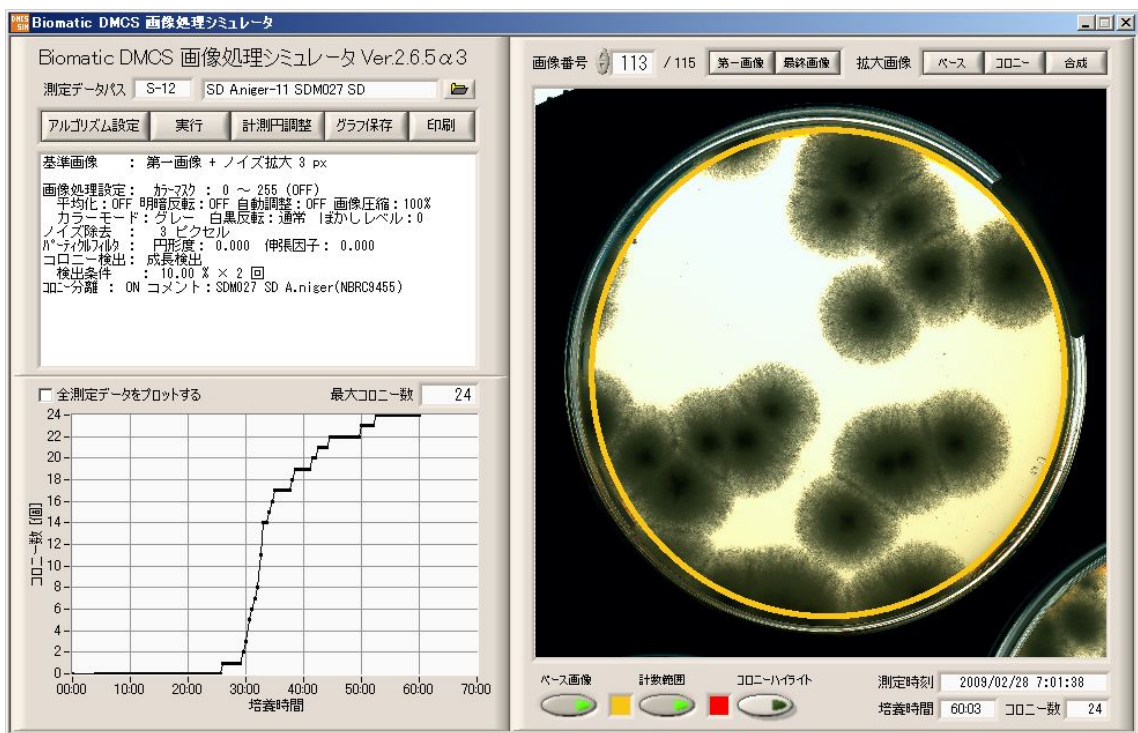 Biomatic DMCS 画像処理シミュレータ
Biomatic DMCS 画像処理シミュレータ Ver.2.6.5α3
測定データパス S-12 SD A.niger-11 SDM027 SD
アルゴリズム設定 実行 計測円調整 グラフ保存 印刷
基準画像 : 第一画像 + ノイズ拡大 3 px
画像処理設定: カラーマスク : 0 ～ 255 (OFF)
平均化:OFF 明暗反転:OFF 自動調整:OFF 画像圧縮:100%
カラーモード:グレー 白黒反転:通常 ぼかしレベル:0
ノイズ除去 : 3 ピクセル
パーティクルフィルタ : 円形度: 0.000 伸張因子: 0.000
コロニー検出: 成長検出
検出条件 : 10.00 % × 2 回
コロニー分離 : ON コメント:SDM027 SD A.niger(NBRC9455)
全測定データをプロットする 最大コロニー数 24
コロニー数 [個]
24
22
20
18
16
14
12
10
8
6
4
2
0
00:00 10:00 20:00 30:00 40:00 50:00 60:00 70:00
培養時間
画像番号 113 / 115 第一画像 最終画像 拡大画像 ベース コロニー 合成
ベース画像 計数範囲 コロニーハイライト
測定時刻 2009/02/28 7:01:38
培養時間 60:03 コロニー数 24